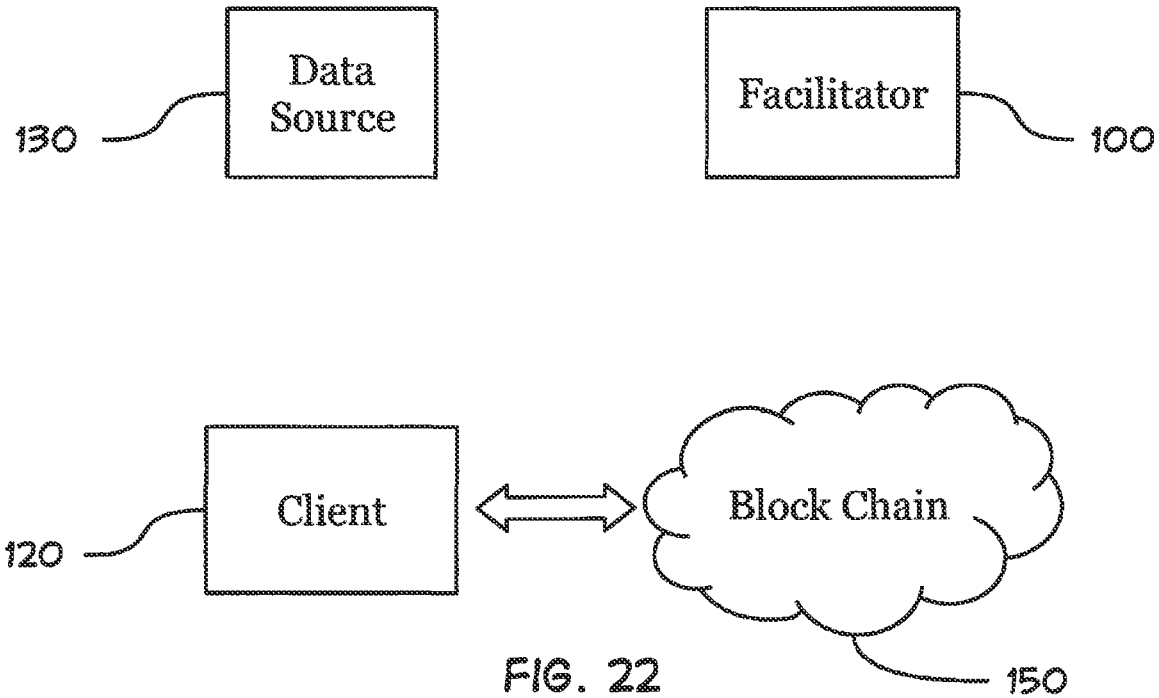 Data
Source
Facilitator
130
100
Client
Block Chain
120
FIG. 22
150